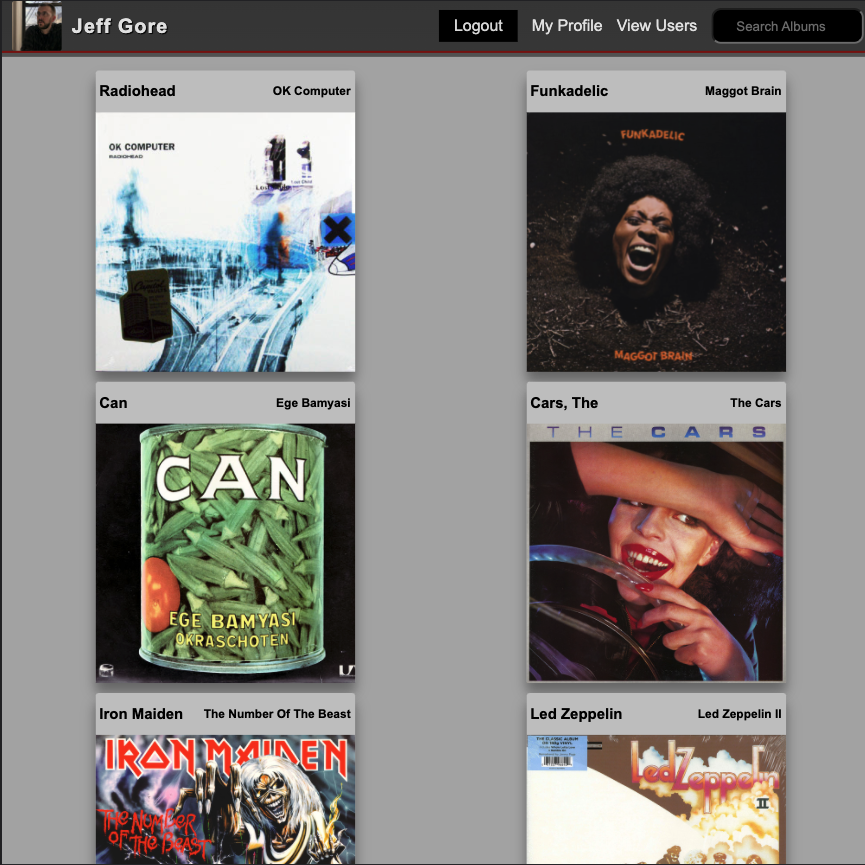 Jeff Gore
Logout
My Profile
View Users
Search Albums
Radiohead
OK Computer
OK COMPUTER
RADIOHEAD
Funkadelic
Maggot Brain
FUNKADELIC
MAGGOT BRAIN
Can
Ege Bamyasi
CAN
EGE BAMYASI
OKRASCHOTEN
Cars, The
The Cars
THE CARS
Iron Maiden
The Number Of The Beast
IRON MAIDEN
THE NUMBER
OF THE BEAST
Led Zeppelin
Led Zeppelin II
Led Zeppelin
II